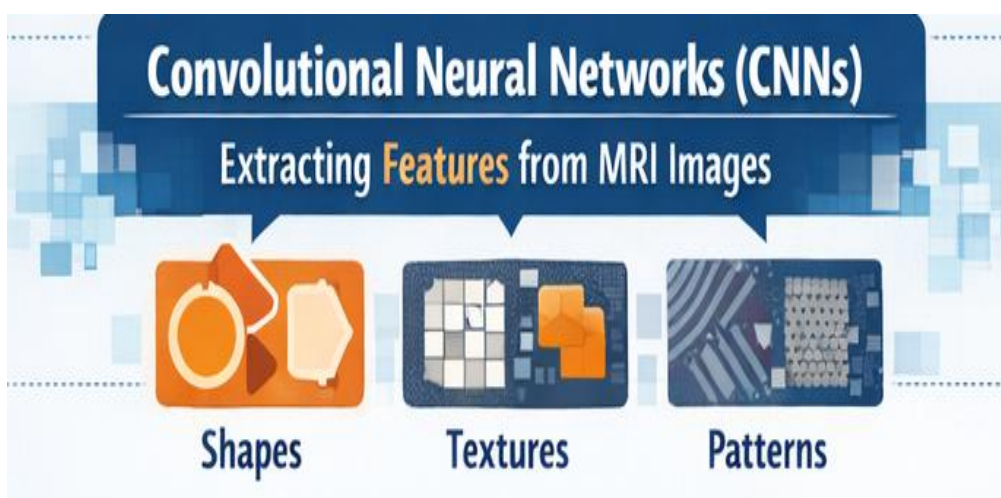 Convolutional Neural Networks (CNNs)
Extracting Features from MRI Images
Shapes
Textures
Patterns